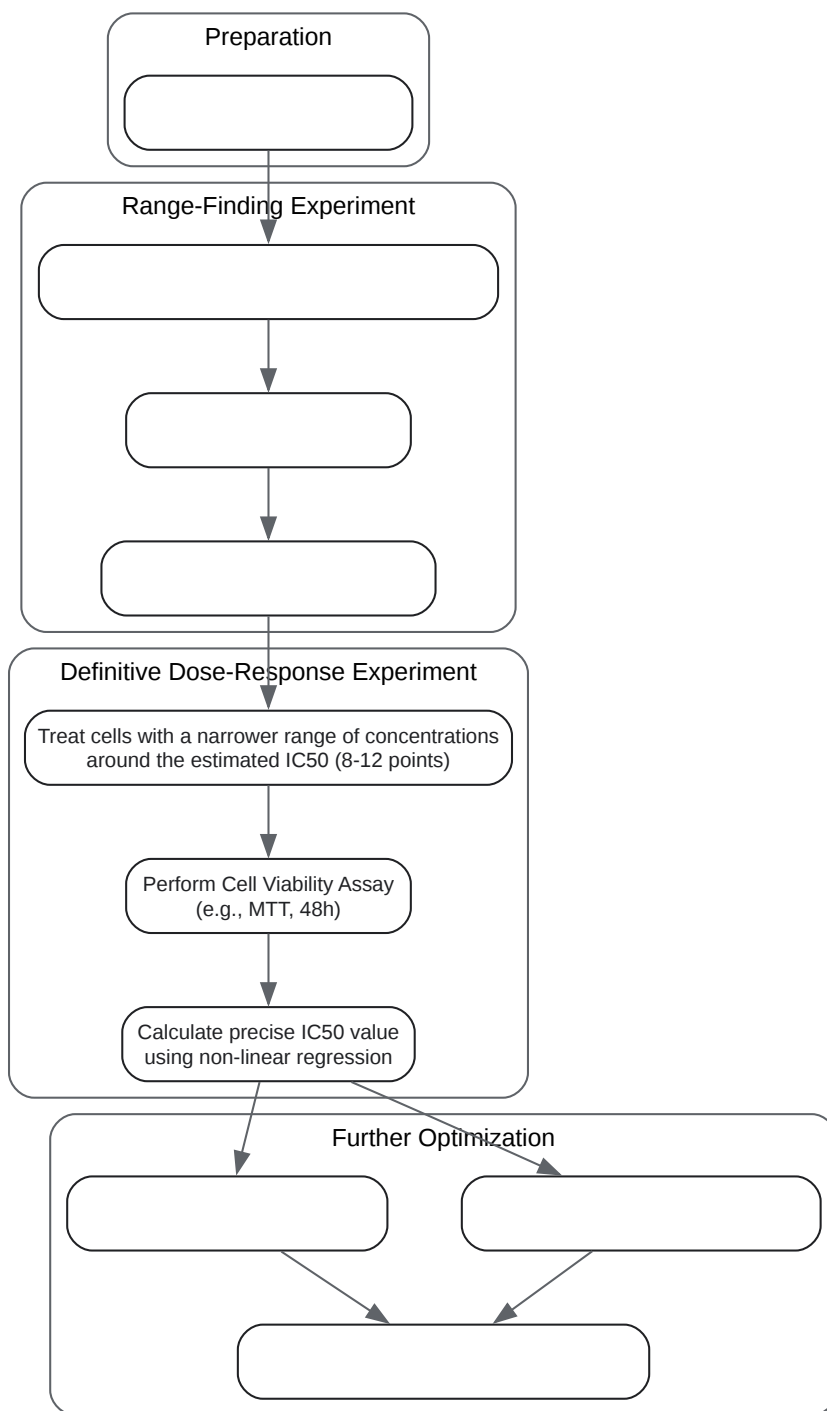 Preparation
Range-Finding Experiment
Definitive Dose-Response Experiment
Treat cells with a narrower range of concentrations
around the estimated IC50 (8-12 points)
Perform Cell Viability Assay
(e.g., MTT, 48h)
Calculate precise IC50 value
using non-linear regression
Further Optimization